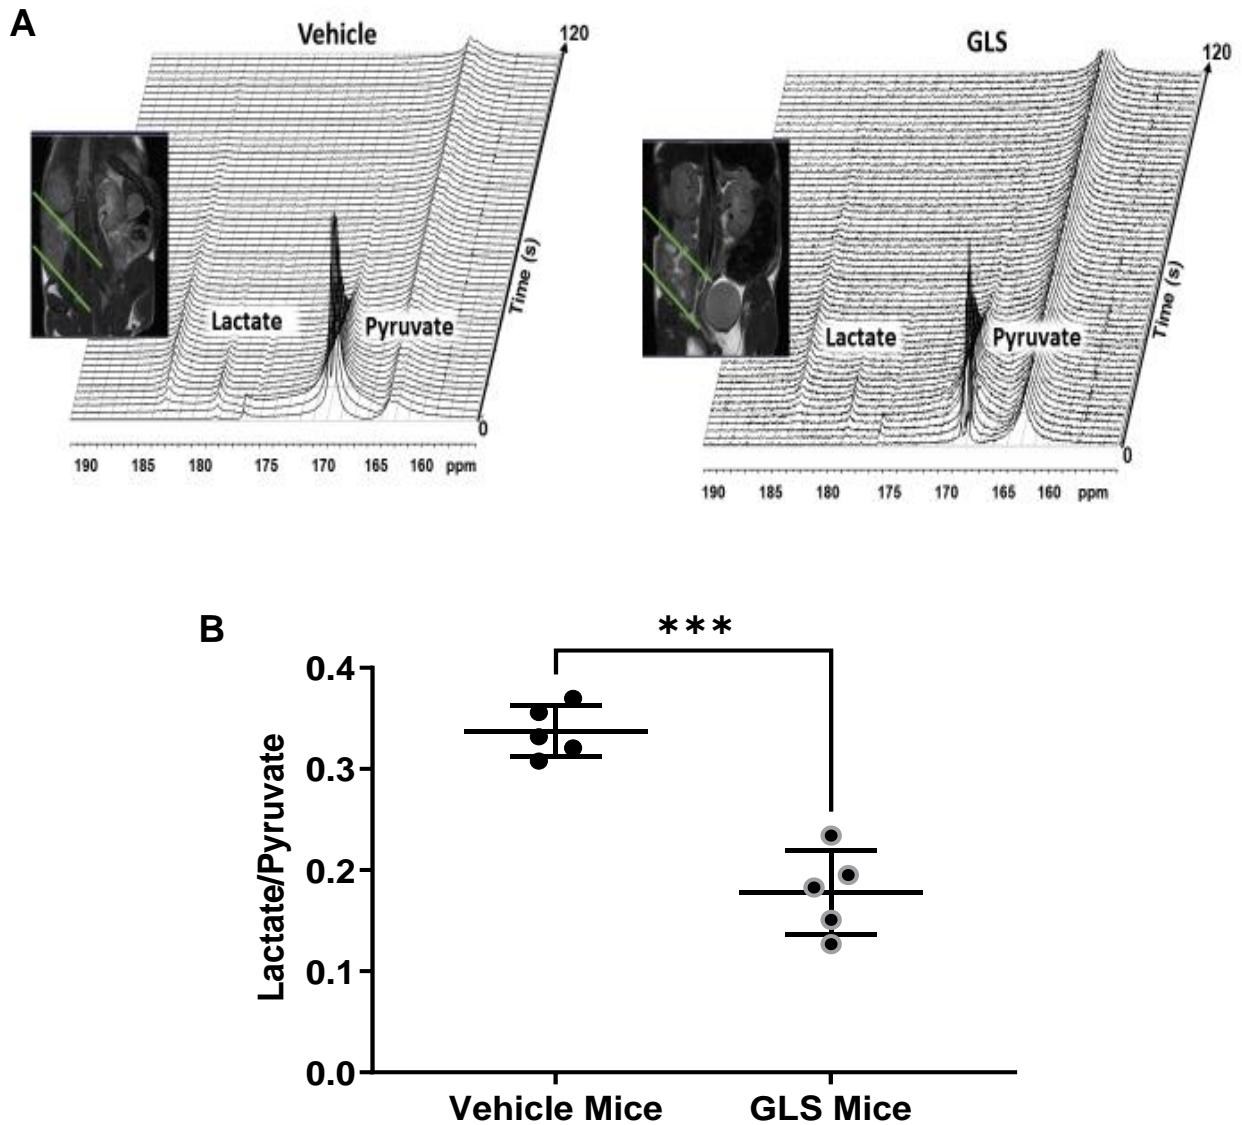 A
Vehicle
120
Time (s)
Lactate
Pyruvate
0
190 185 180 175 170 165 160 ppm
GLS
120
Time (s)
Lactate
Pyruvate
0
190 185 180 175 170 165 160 ppm
B
***
Lactate/Pyruvate
0.4
0.3
0.2
0.1
0.0
Vehicle Mice
GLS Mice